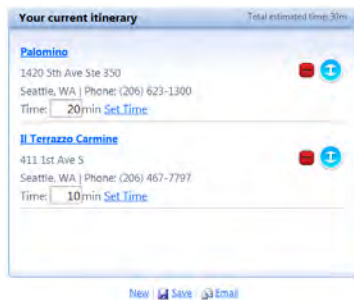 Your current itinerary Total estimated time: 30m
Palomino
1420 5th Ave Ste 350
Seattle, WA | Phone: (206) 623-1300
Time: 20 min Set Time
Il Terrazzo Carmine
411 1st Ave S
Seattle, WA | Phone: (206) 467-7797
Time: 10 min Set Time
New | Save | Email